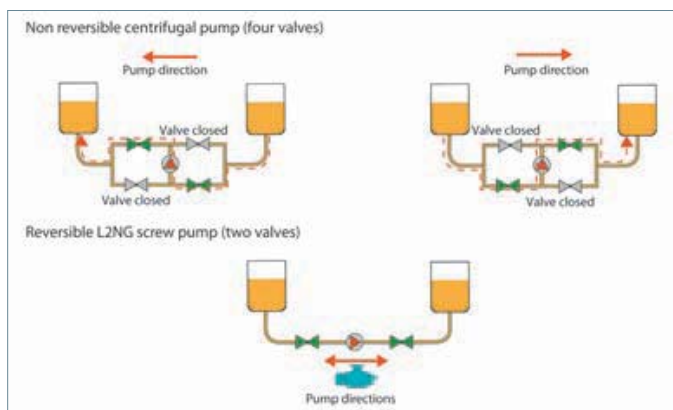 Non reversible centrifugal pump (four valves)
Pump direction
Valve closed
Valve closed
Pump direction
Valve closed
Valve closed
Reversible L2NG screw pump (two valves)
Pump directions